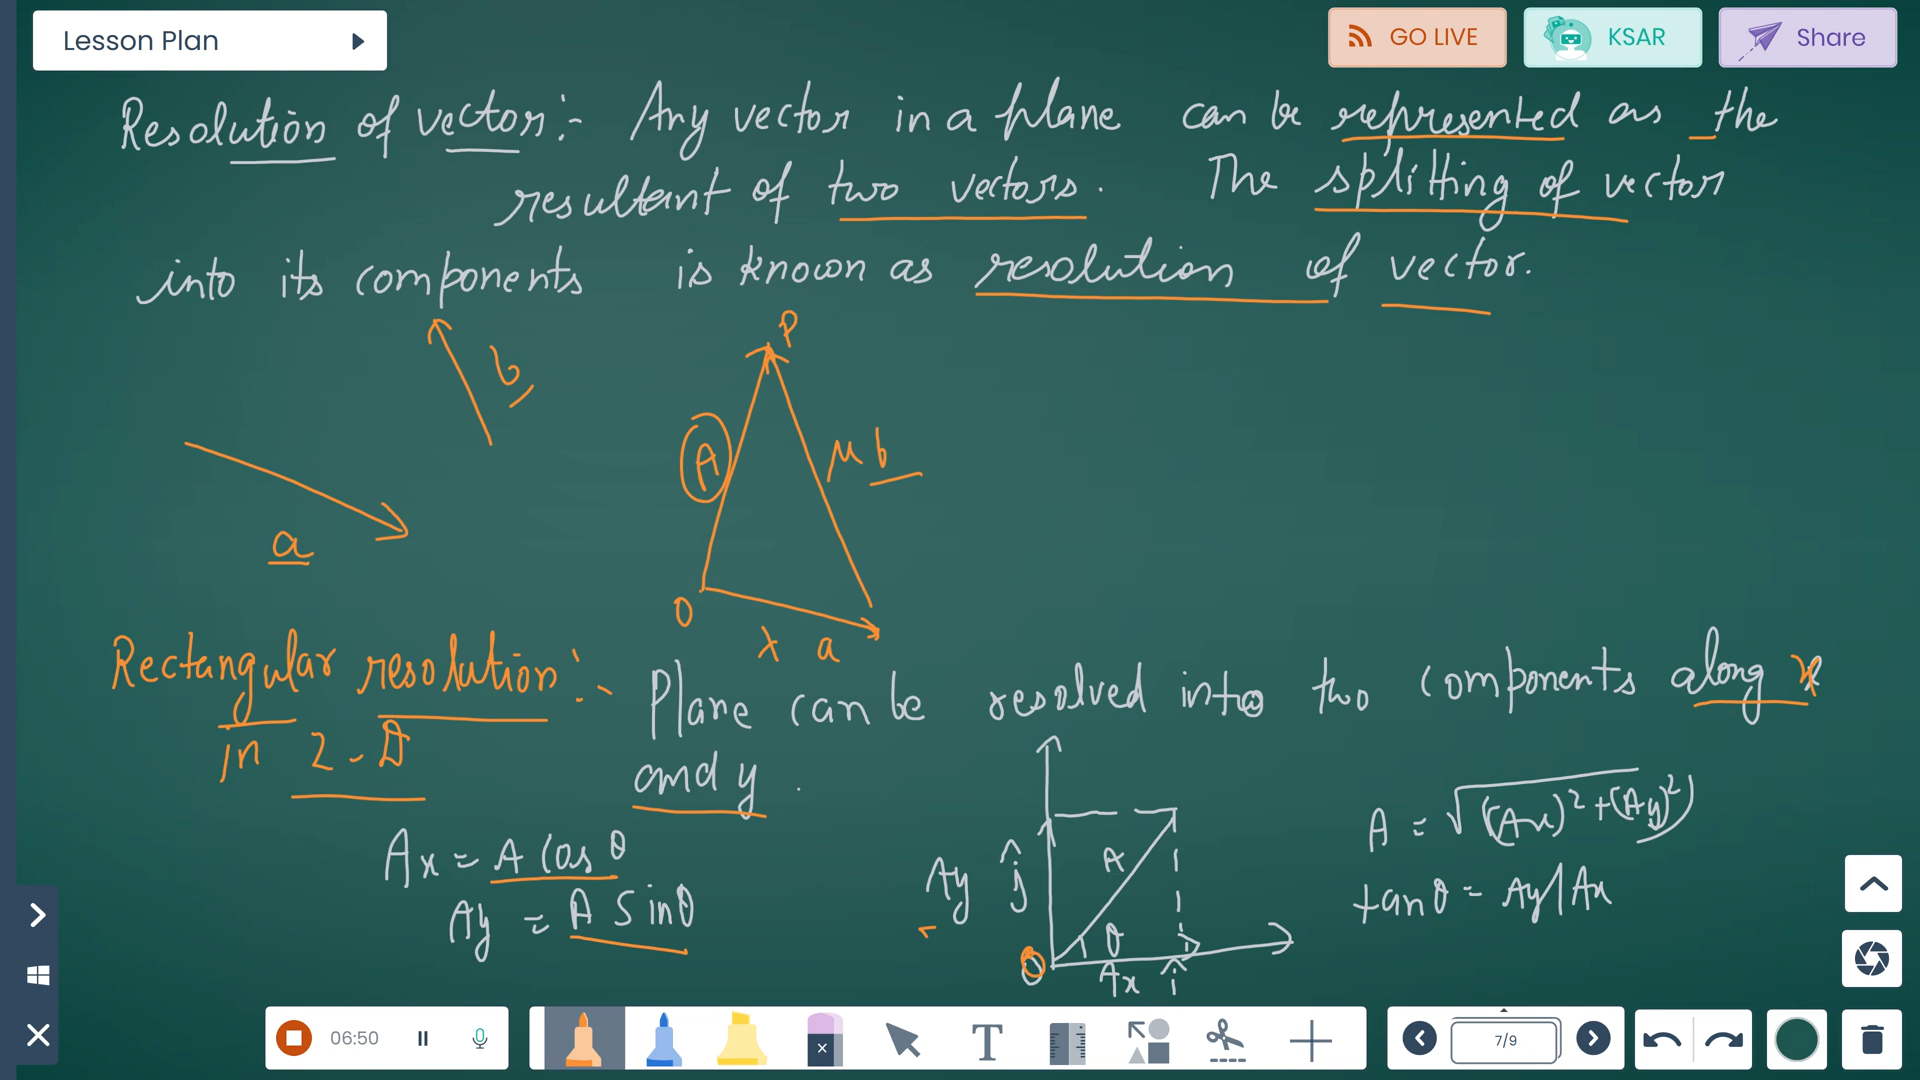 Lesson Plan
GO LIVE
KSAR
Share
Resolution of vector:- Any vector in a plane can be represented as the
resultant of two vectors. The splitting of vector
into its components is known as resolution of vector.
P
b
A
μ b
a
O
λ a
Rectangular resolution:- Plane can be resolved into two components along x
in 2-D
and y.
Ax = A Cos θ
Ay = A Sinθ
Ay ĵ
A
θ
O
Ax î
A = √(Ax)² + (Ay)²
tanθ = Ay/Ax
06:50
T
7/9